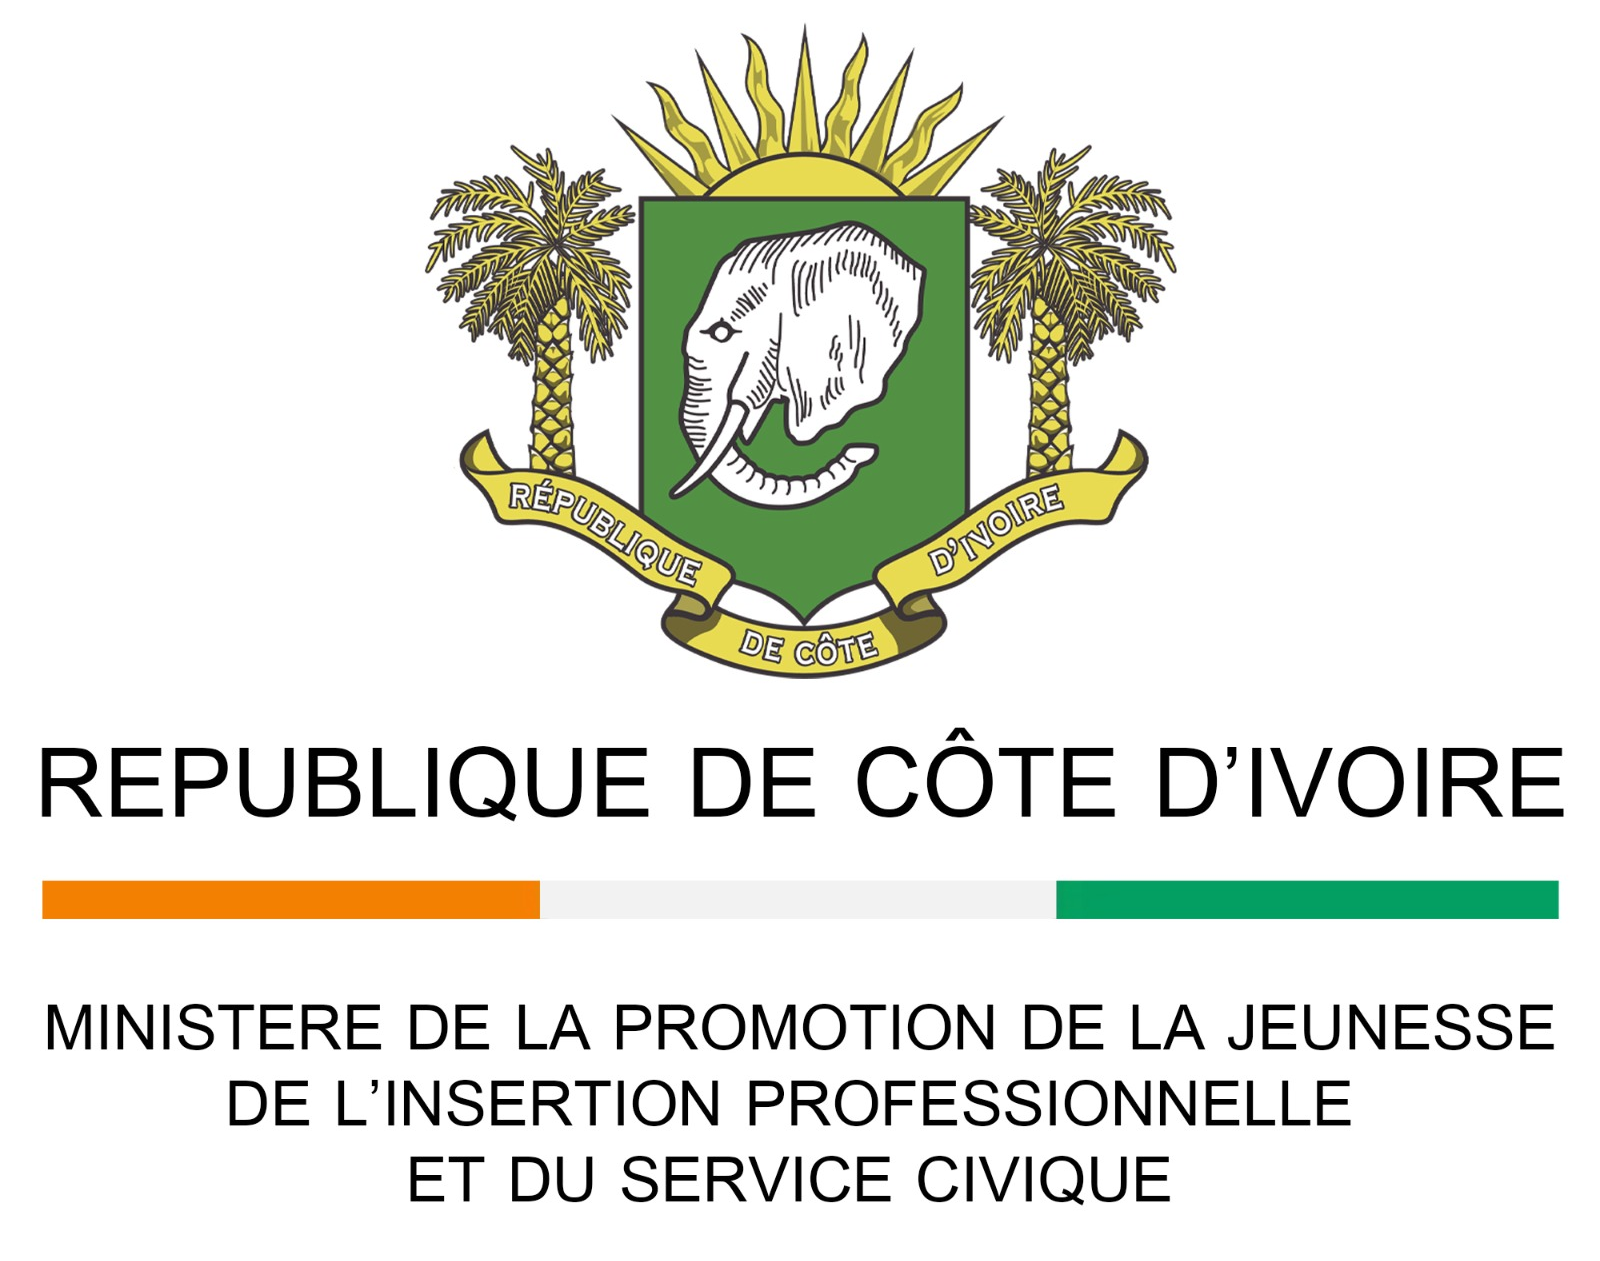 RÉPUBLIQUE
DE CÔTE
D'IVOIRE
REPUBLIQUE DE CÔTE D’IVOIRE
MINISTERE DE LA PROMOTION DE LA JEUNESSE
DE L’INSERTION PROFESSIONNELLE
ET DU SERVICE CIVIQUE